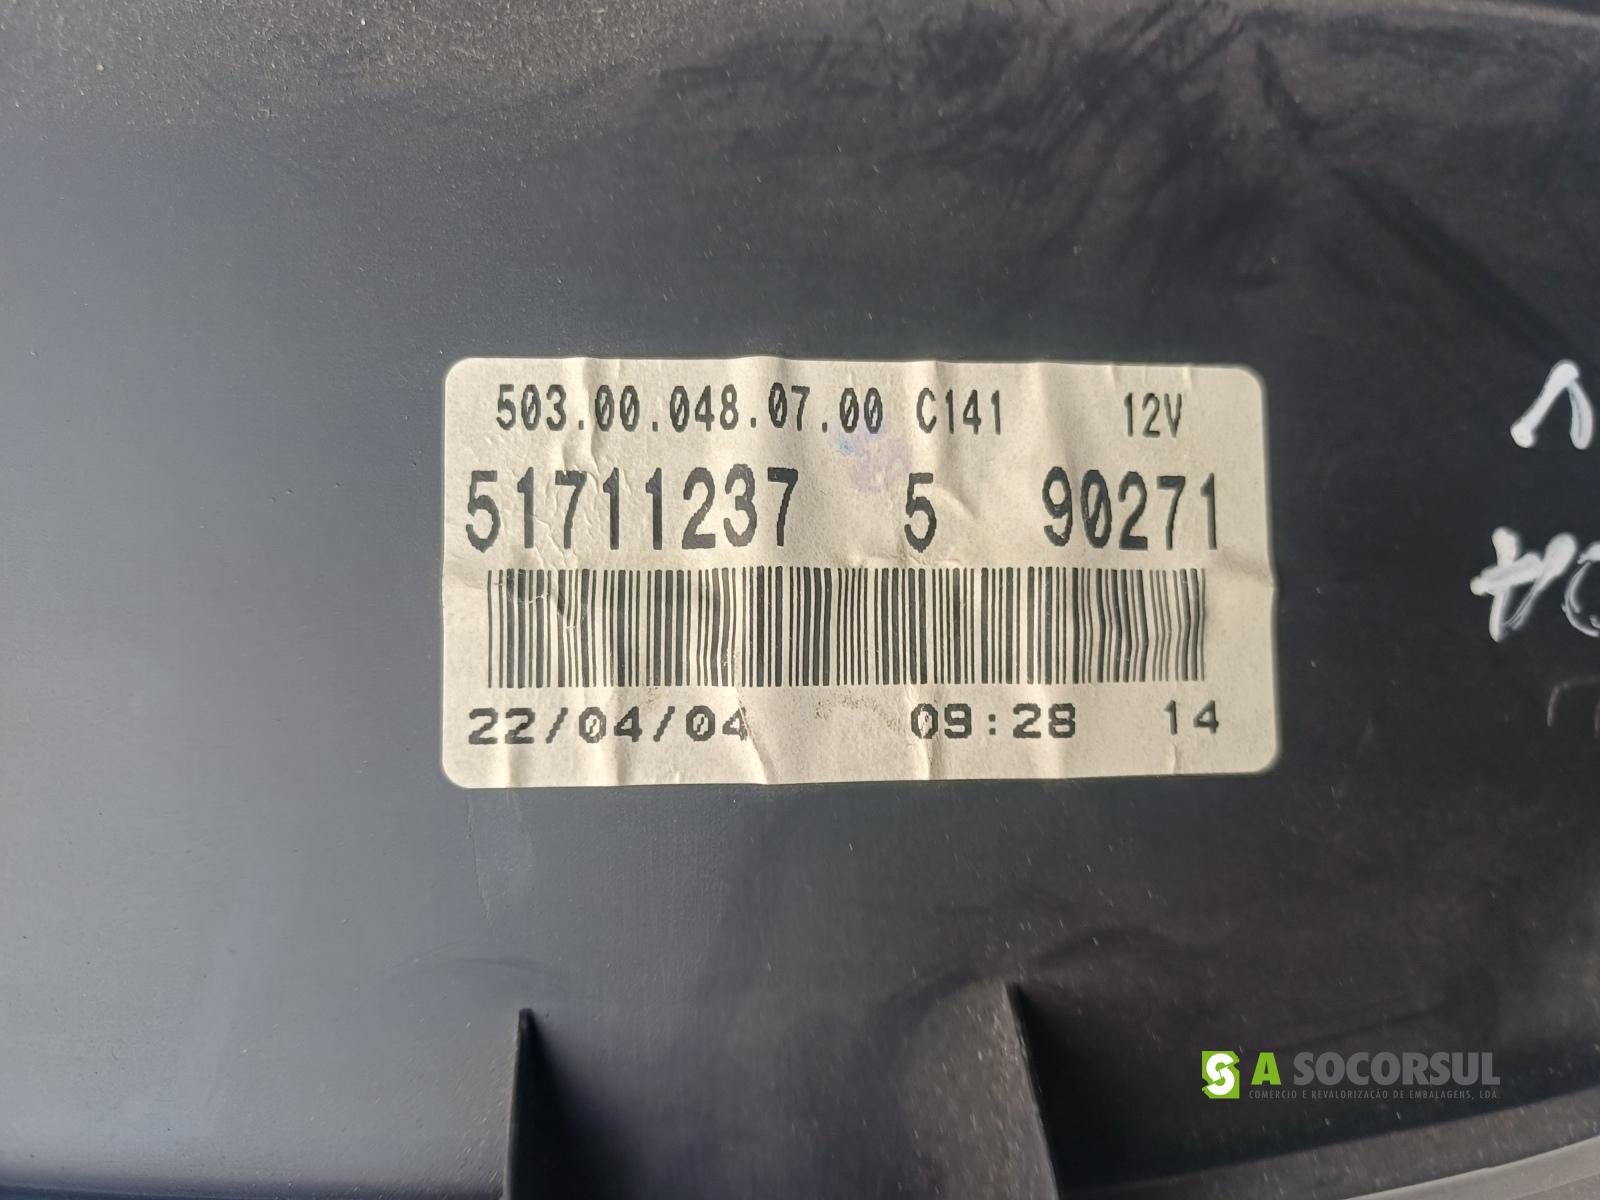 503.00.048.07.00 C141 12V
51711237 5 90271
22/04/04 09:28 14
A SOCORSUL
COMERCIO E REVALORIZAÇÃO DE EMBALAGENS, LDA.